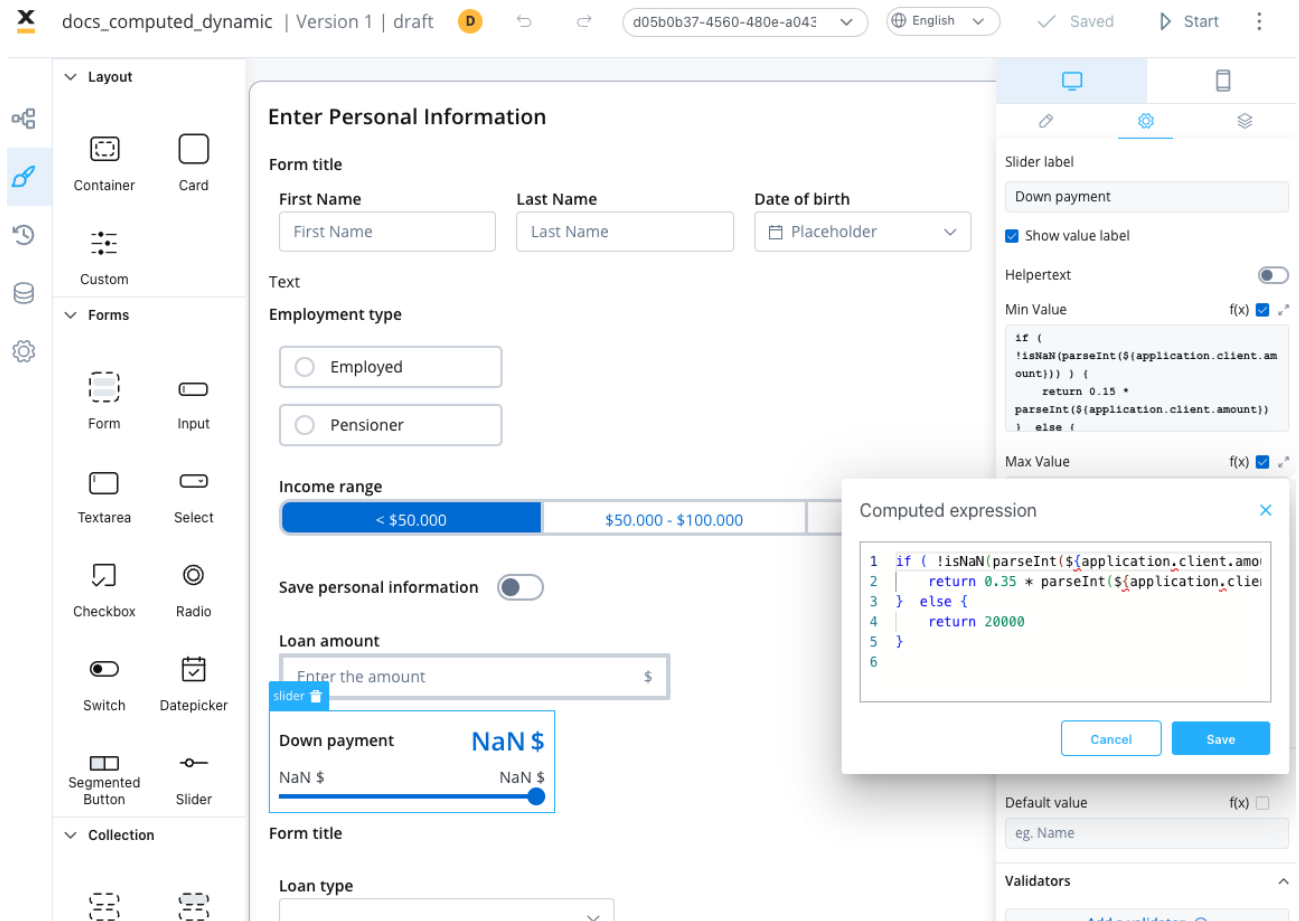 docs_computed_dynamic | Version 1 | draft D d05b0b37-4560-480e-a043 English Saved Start
Layout
Container Card
Custom
Forms
Form Input
Textarea Select
Checkbox Radio
Switch Datepicker
Segmented
Button Slider
Collection
Enter Personal Information
Form title
First Name Last Name Date of birth
First Name Last Name Placeholder
Text
Employment type
Employed
Pensioner
Income range
< $50.000 $50.000 - $100.000
Save personal information
Loan amount
Enter the amount $
slider
Down payment NaN $
NaN $ NaN $
Form title
Loan type
Slider label
Down payment
Show value label
Helpertext
Min Value f(x)
if (
!isNaN(parseInt(${application.client.am
ount})) ) {
return 0.15 *
parseInt(${application.client.amount})
} else {
Max Value f(x)
Computed expression
1 if ( !isNaN(parseInt(${application.client.amou
2 return 0.35 * parseInt(${application.clien
3 } else {
4 return 20000
5 }
6
Cancel Save
Default value f(x)
eg. Name
Validators
Add a validator